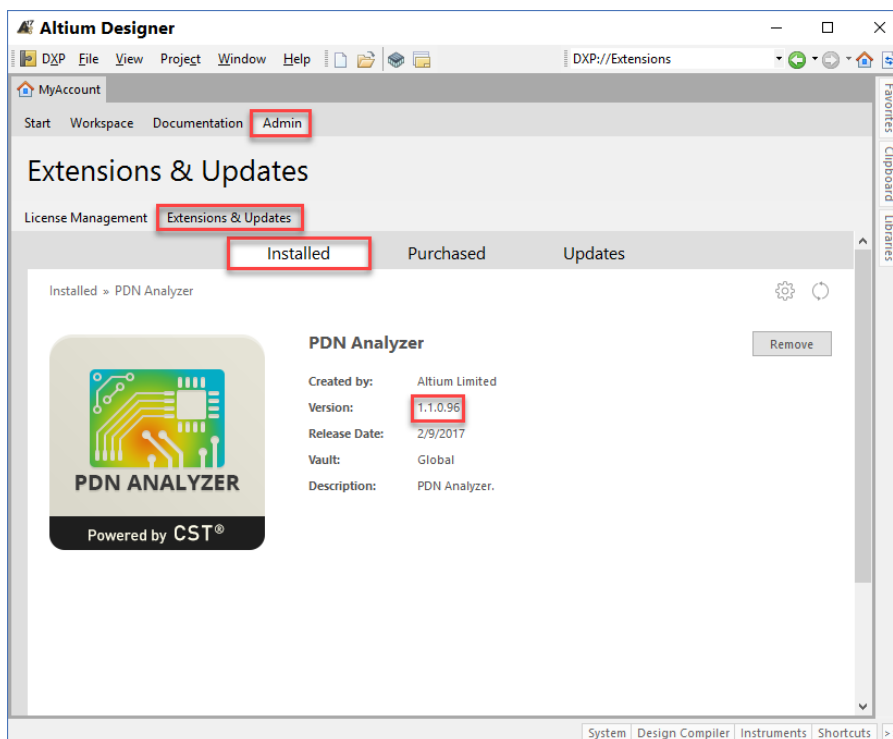 Altium Designer
DXP File View Project Window Help DXP://Extensions
MyAccount
Start Workspace Documentation Admin
Extensions & Updates
License Management Extensions & Updates
Installed Purchased Updates
Installed » PDN Analyzer
PDN Analyzer Remove
Created by: Altium Limited
Version: 1.1.0.96
Release Date: 2/9/2017
Vault: Global
Description: PDN Analyzer.
PDN ANALYZER
Powered by CST®
Favorites
Clipboard
Libraries
System Design Compiler Instruments Shortcuts >